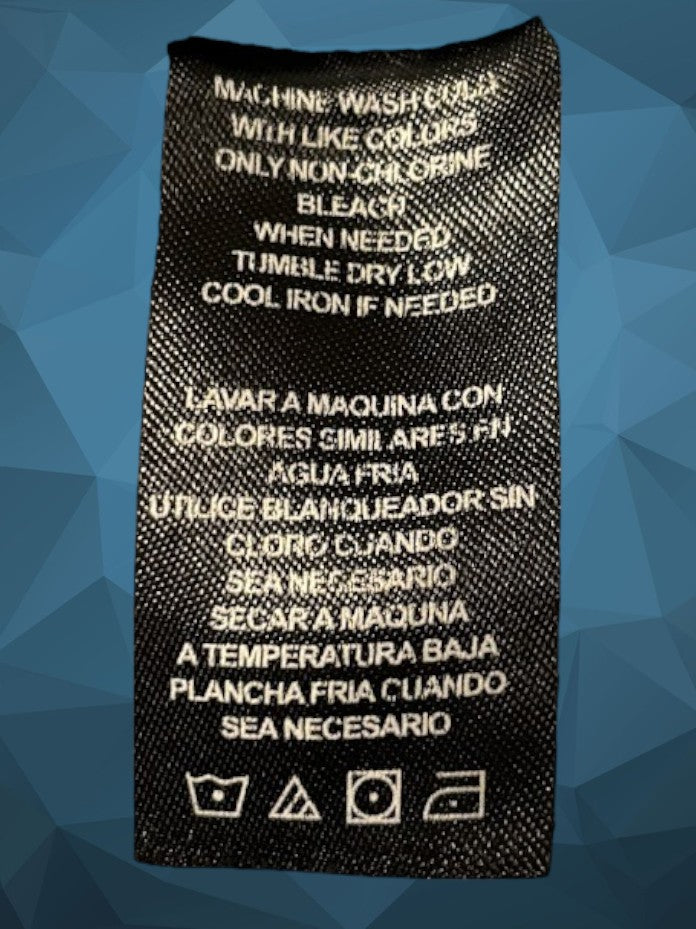 MACHINE WASH COLD
WITH LIKE COLORS
ONLY NON-CHLORINE
BLEACH
WHEN NEEDED
TUMBLE DRY LOW
COOL IRON IF NEEDED
LAVAR A MAQUINA CON
COLORES SIMILARES EN
AGUA FRIA
UTILICE BLANQUEADOR SIN
CLORO CUANDO
SEA NECESARIO
SECAR A MAQUNA
A TEMPERATURA BAJA
PLANCHA FRIA CUANDO
SEA NECESARIO